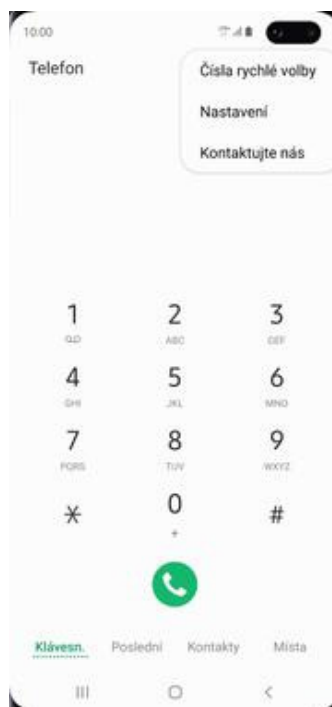 10:00
Telefon
Čísla rychlé volby
Nastavení
Kontaktujte nás
1 2 3
ABC DEF
4 5 6
GHI JKL MNO
7 8 9
PQRS TUV WXYZ
* 0 #
+
Klávesn. Poslední Kontakty Místa